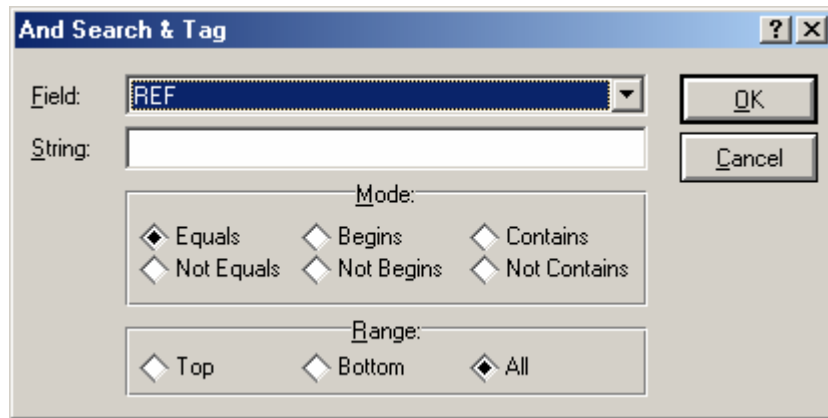 And Search & Tag ?
Field: REF OK
String: Cancel
Mode:
Equals Begins Contains
Not Equals Not Begins Not Contains
Range:
Top Bottom All